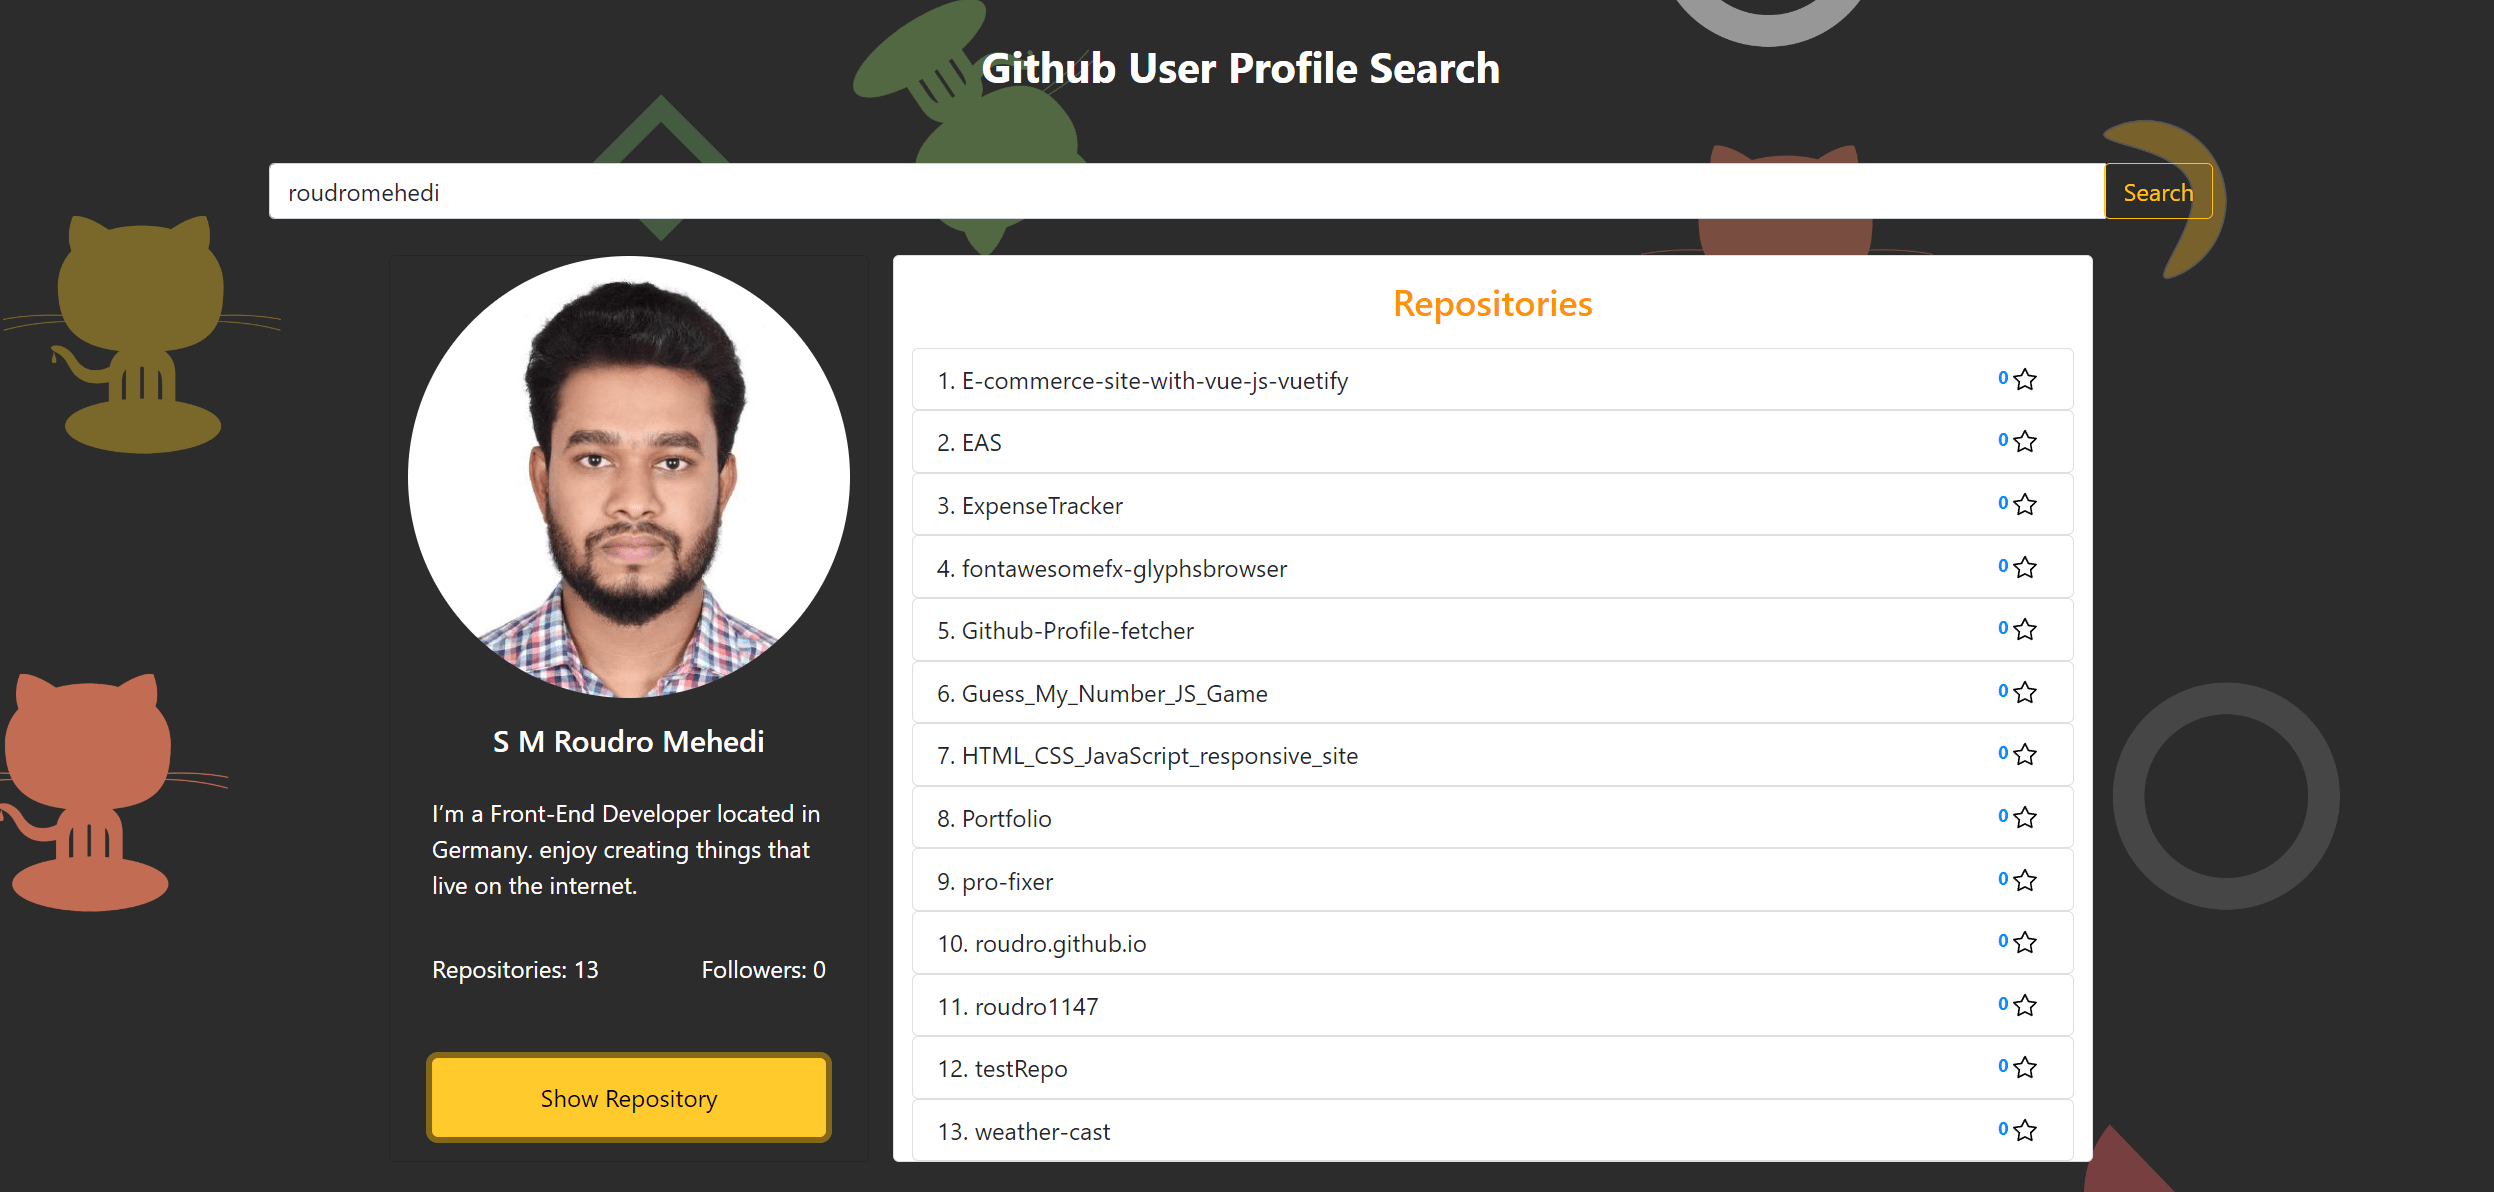 Github User Profile Search
roudromehedi
Search
S M Roudro Mehedi
I’m a Front-End Developer located in
Germany. enjoy creating things that
live on the internet.
Repositories: 13
Followers: 0
Show Repository
Repositories
1. E-commerce-site-with-vue-js-vuetify 0
2. EAS 0
3. ExpenseTracker 0
4. fontawesomefx-glyphsbrowser 0
5. Github-Profile-fetcher 0
6. Guess_My_Number_JS_Game 0
7. HTML_CSS_JavaScript_responsive_site 0
8. Portfolio 0
9. pro-fixer 0
10. roudro.github.io 0
11. roudro1147 0
12. testRepo 0
13. weather-cast 0